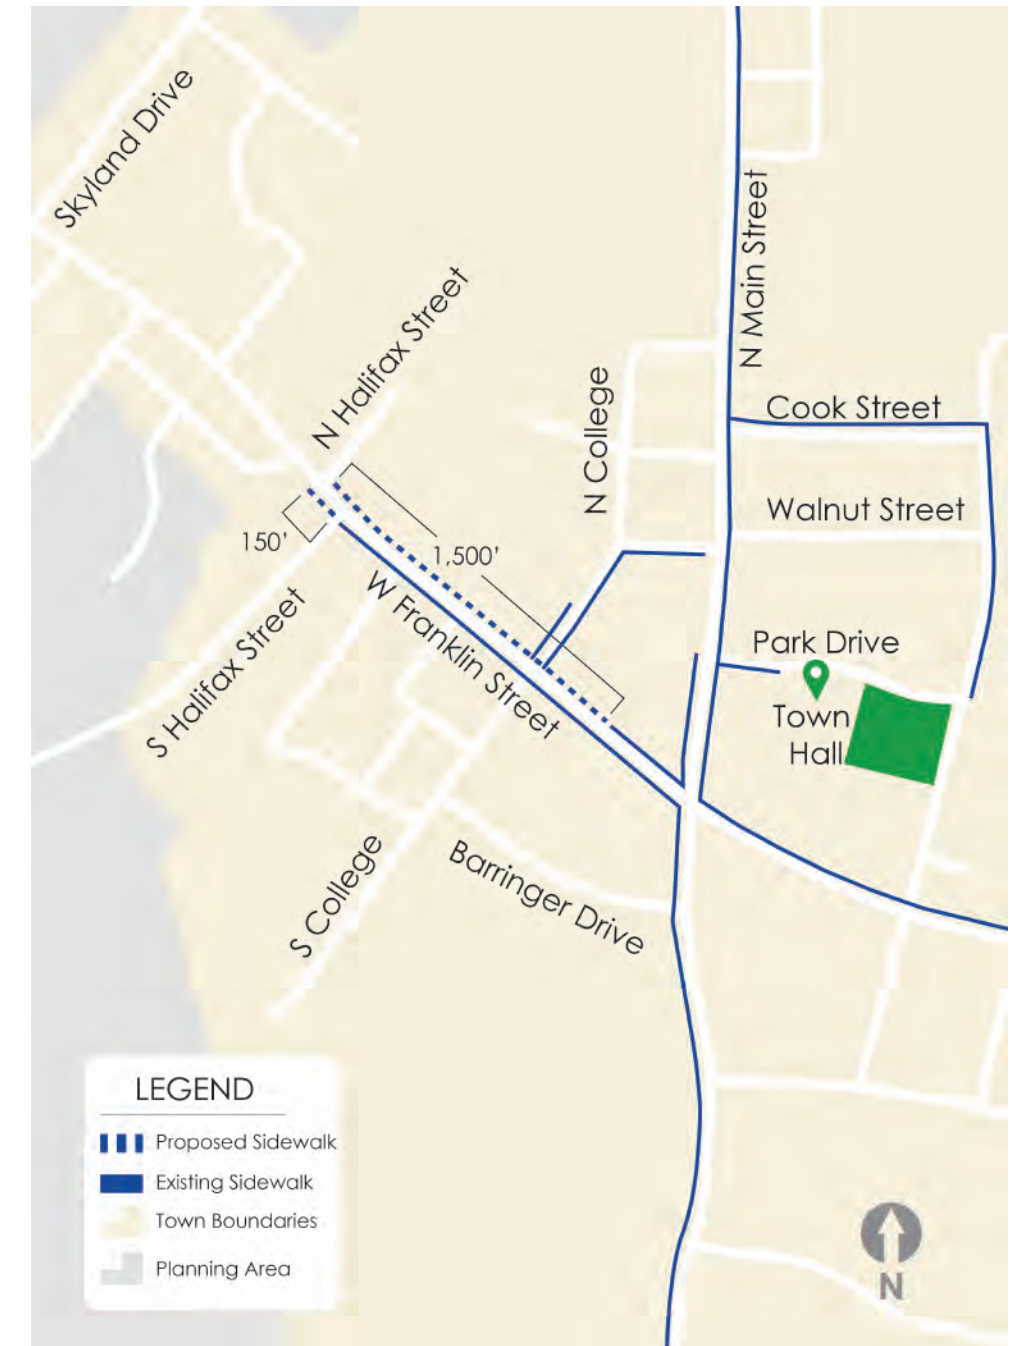 Skyland Drive
N Halifax Street
N Main Street
N College
Cook Street
Walnut Street
150’
1,500’
W Franklin Street
S Halifax Street
Park Drive
Town
Hall
S College
Barringer Drive
LEGEND
Proposed Sidewalk
Existing Sidewalk
Town Boundaries
Planning Area
N